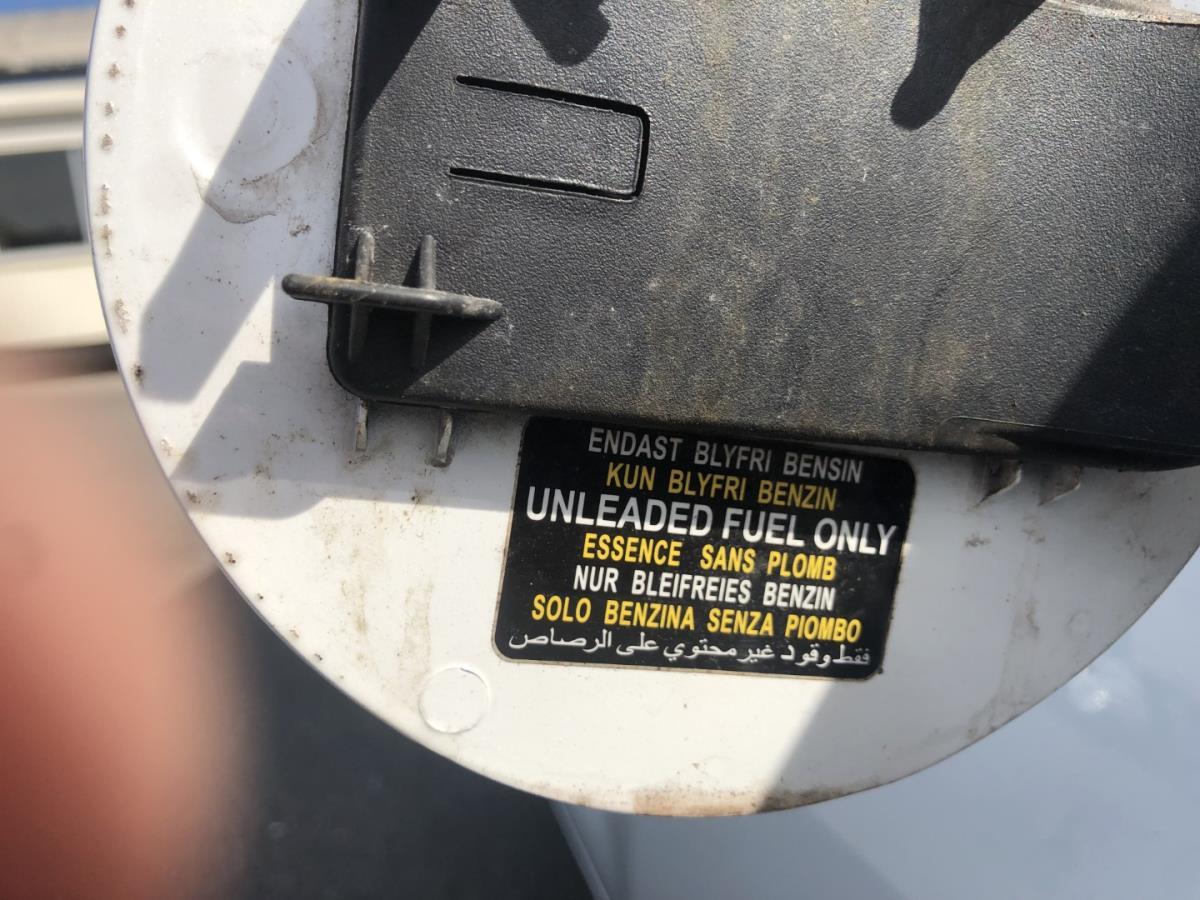 ENDAST BLYFRI BENSIN
KUN BLYFRI BENZIN
UNLEADED FUEL ONLY
ESSENCE SANS PLOMB
NUR BLEIFREIES BENZIN
SOLO BENZINA SENZA PIOMBO
فقط وقود غير محتوي على الرصاص